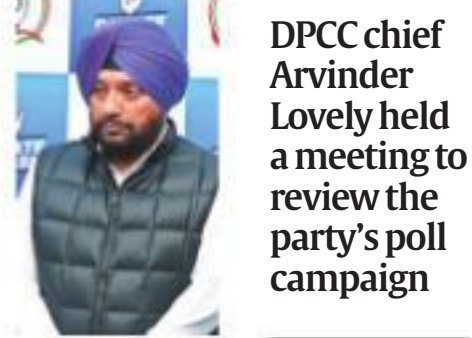 DPCC chief
Arvinder
Lovely held
a meeting to
review the
party’s poll
campaign